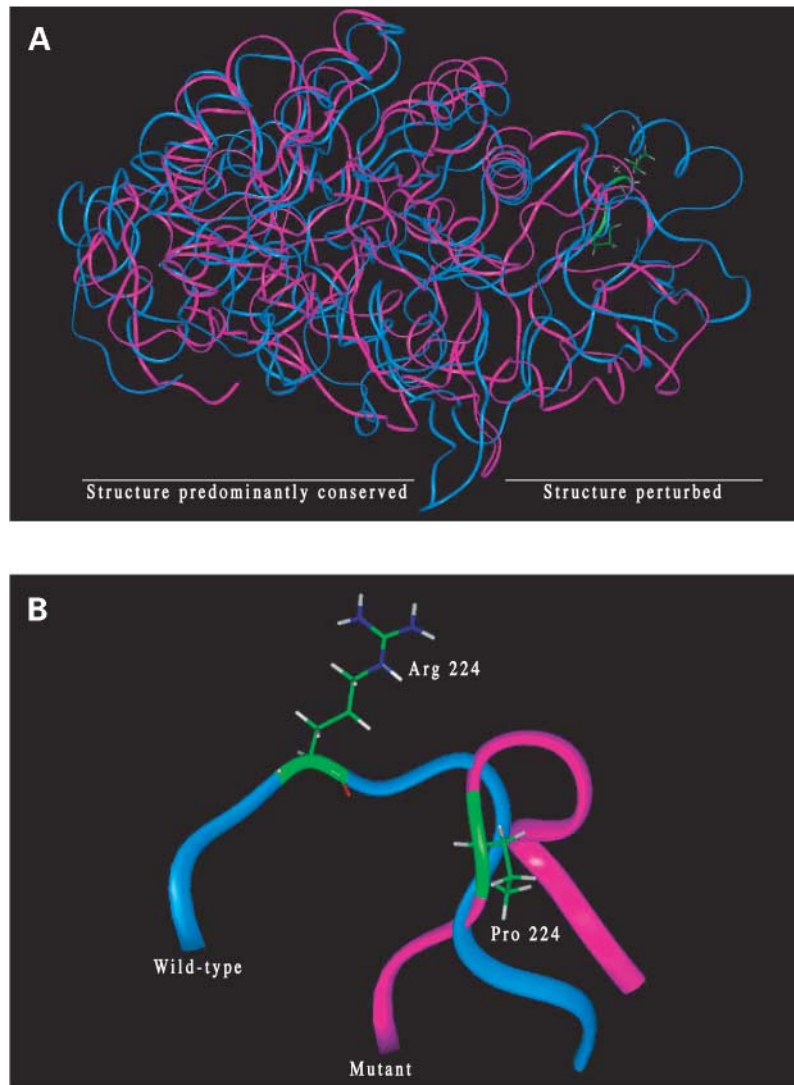 A
Structure predominantly conserved
Structure perturbed
B
Arg 224
Pro 224
Wild-type
Mutant